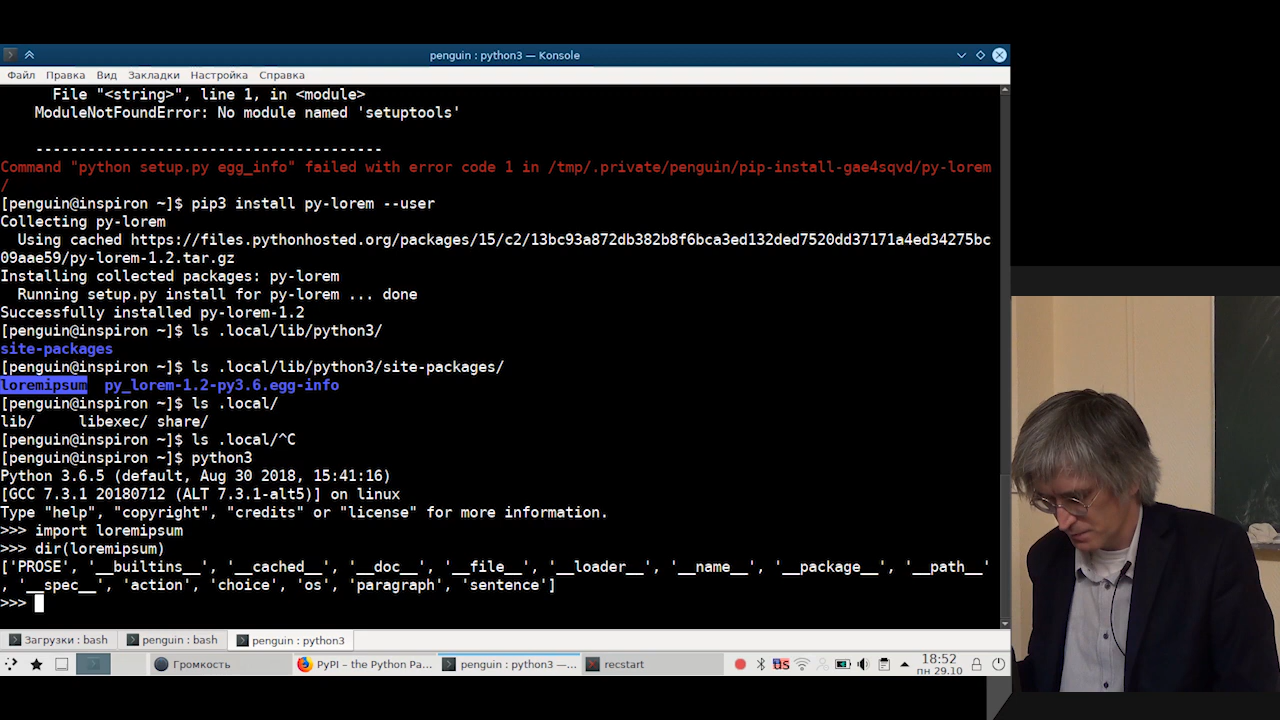 penguin : python3 — Konsole
Файл Правка Вид Закладки Настройка Справка
File "<string>", line 1, in <module>
ModuleNotFoundError: No module named 'setuptools'
----------------------------------------
Command "python setup.py egg_info" failed with error code 1 in /tmp/.private/penguin/pip-install-gae4sqvd/py-lorem
/
[penguin@inspiron ~]$ pip3 install py-lorem --user
Collecting py-lorem
Using cached https://files.pythonhosted.org/packages/15/c2/13bc93a872db382b8f6bca3ed132ded7520dd37171a4ed34275bc
09aae59/py-lorem-1.2.tar.gz
Installing collected packages: py-lorem
Running setup.py install for py-lorem ... done
Successfully installed py-lorem-1.2
[penguin@inspiron ~]$ ls .local/lib/python3/
site-packages
[penguin@inspiron ~]$ ls .local/lib/python3/site-packages/
loremipsum py_lorem-1.2-py3.6.egg-info
[penguin@inspiron ~]$ ls .local/
lib/ libexec/ share/
[penguin@inspiron ~]$ ls .local/^C
[penguin@inspiron ~]$ python3
Python 3.6.5 (default, Aug 30 2018, 15:41:16)
[GCC 7.3.1 20180712 (ALT 7.3.1-alt5)] on linux
Type "help", "copyright", "credits" or "license" for more information.
>>> import loremipsum
>>> dir(loremipsum)
['PROSE', '__builtins__', '__cached__', '__doc__', '__file__', '__loader__', '__name__', '__package__', '__path__'
, '__spec__', 'action', 'choice', 'os', 'paragraph', 'sentence']
>>>
Загрузки : bash penguin : bash penguin : python3
Громкость PyPI – the Python Pa... penguin : python3 —... recstart us 18:52
пн 29.10